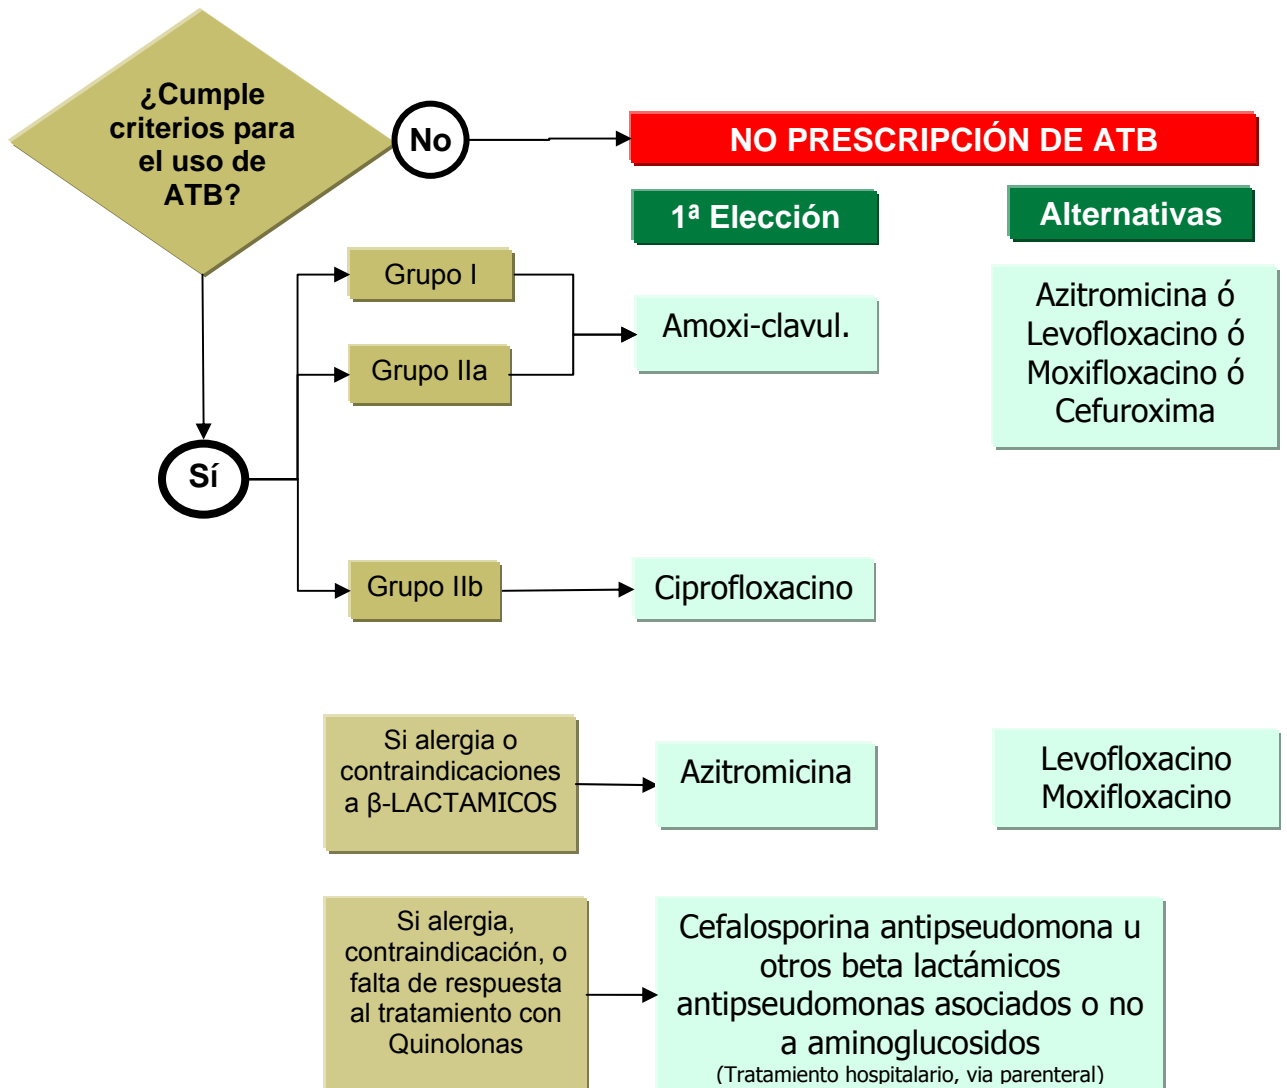 ¿Cumple
criterios para
el uso de
ATB?
No
NO PRESCRIPCIÓN DE ATB
1ª Elección
Alternativas
Grupo I
Grupo IIa
Amoxi-clavul.
Azitromicina ó
Levofloxacino ó
Moxifloxacino ó
Cefuroxima
Sí
Grupo IIb
Ciprofloxacino
Si alergia o
contraindicaciones
a β-LACTAMICOS
Azitromicina
Levofloxacino
Moxifloxacino
Si alergia,
contraindicación, o
falta de respuesta
al tratamiento con
Quinolonas
Cefalosporina antipseudomona u
otros beta lactámicos
antipseudomonas asociados o no
a aminoglucosidos
(Tratamiento hospitalario, via parenteral)